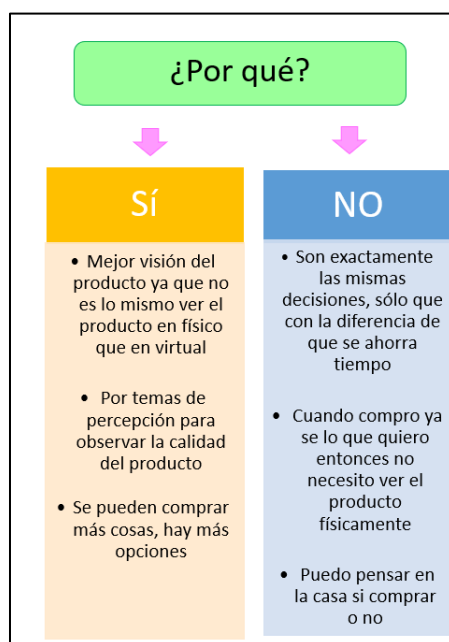 ¿Por qué?
Sí
• Mejor visión del
producto ya que no
es lo mismo ver el
producto en físico
que en virtual
• Por temas de
percepción para
observar la calidad
del producto
• Se pueden comprar
más cosas, hay más
opciones
NO
• Son exactamente
las mismas
decisiones, sólo que
con la diferencia de
que se ahorra
tiempo
• Cuando compro ya
se lo que quiero
entonces no
necesito ver el
producto
físicamente
• Puedo pensar en
la casa si comprar
o no